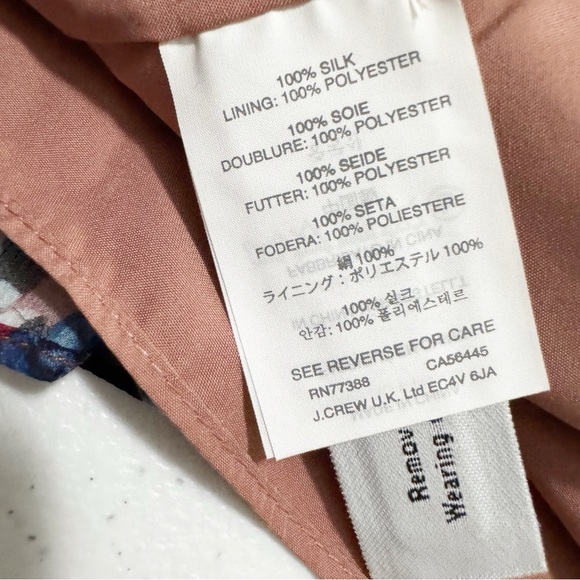 100% SILK
LINING: 100% POLYESTER
100% SOIE
DOUBLURE: 100% POLYESTER
100% SEIDE
FUTTER: 100% POLYESTER
100% SETA
FODERA: 100% POLIESTERE
絹 100%
ライニング：ポリエステル 100%
100% 실크
안감: 100% 폴리에스테르
SEE REVERSE FOR CARE
RN77388 CA56445
J.CREW U.K. Ltd EC4V 6JA
Remov
Wearing